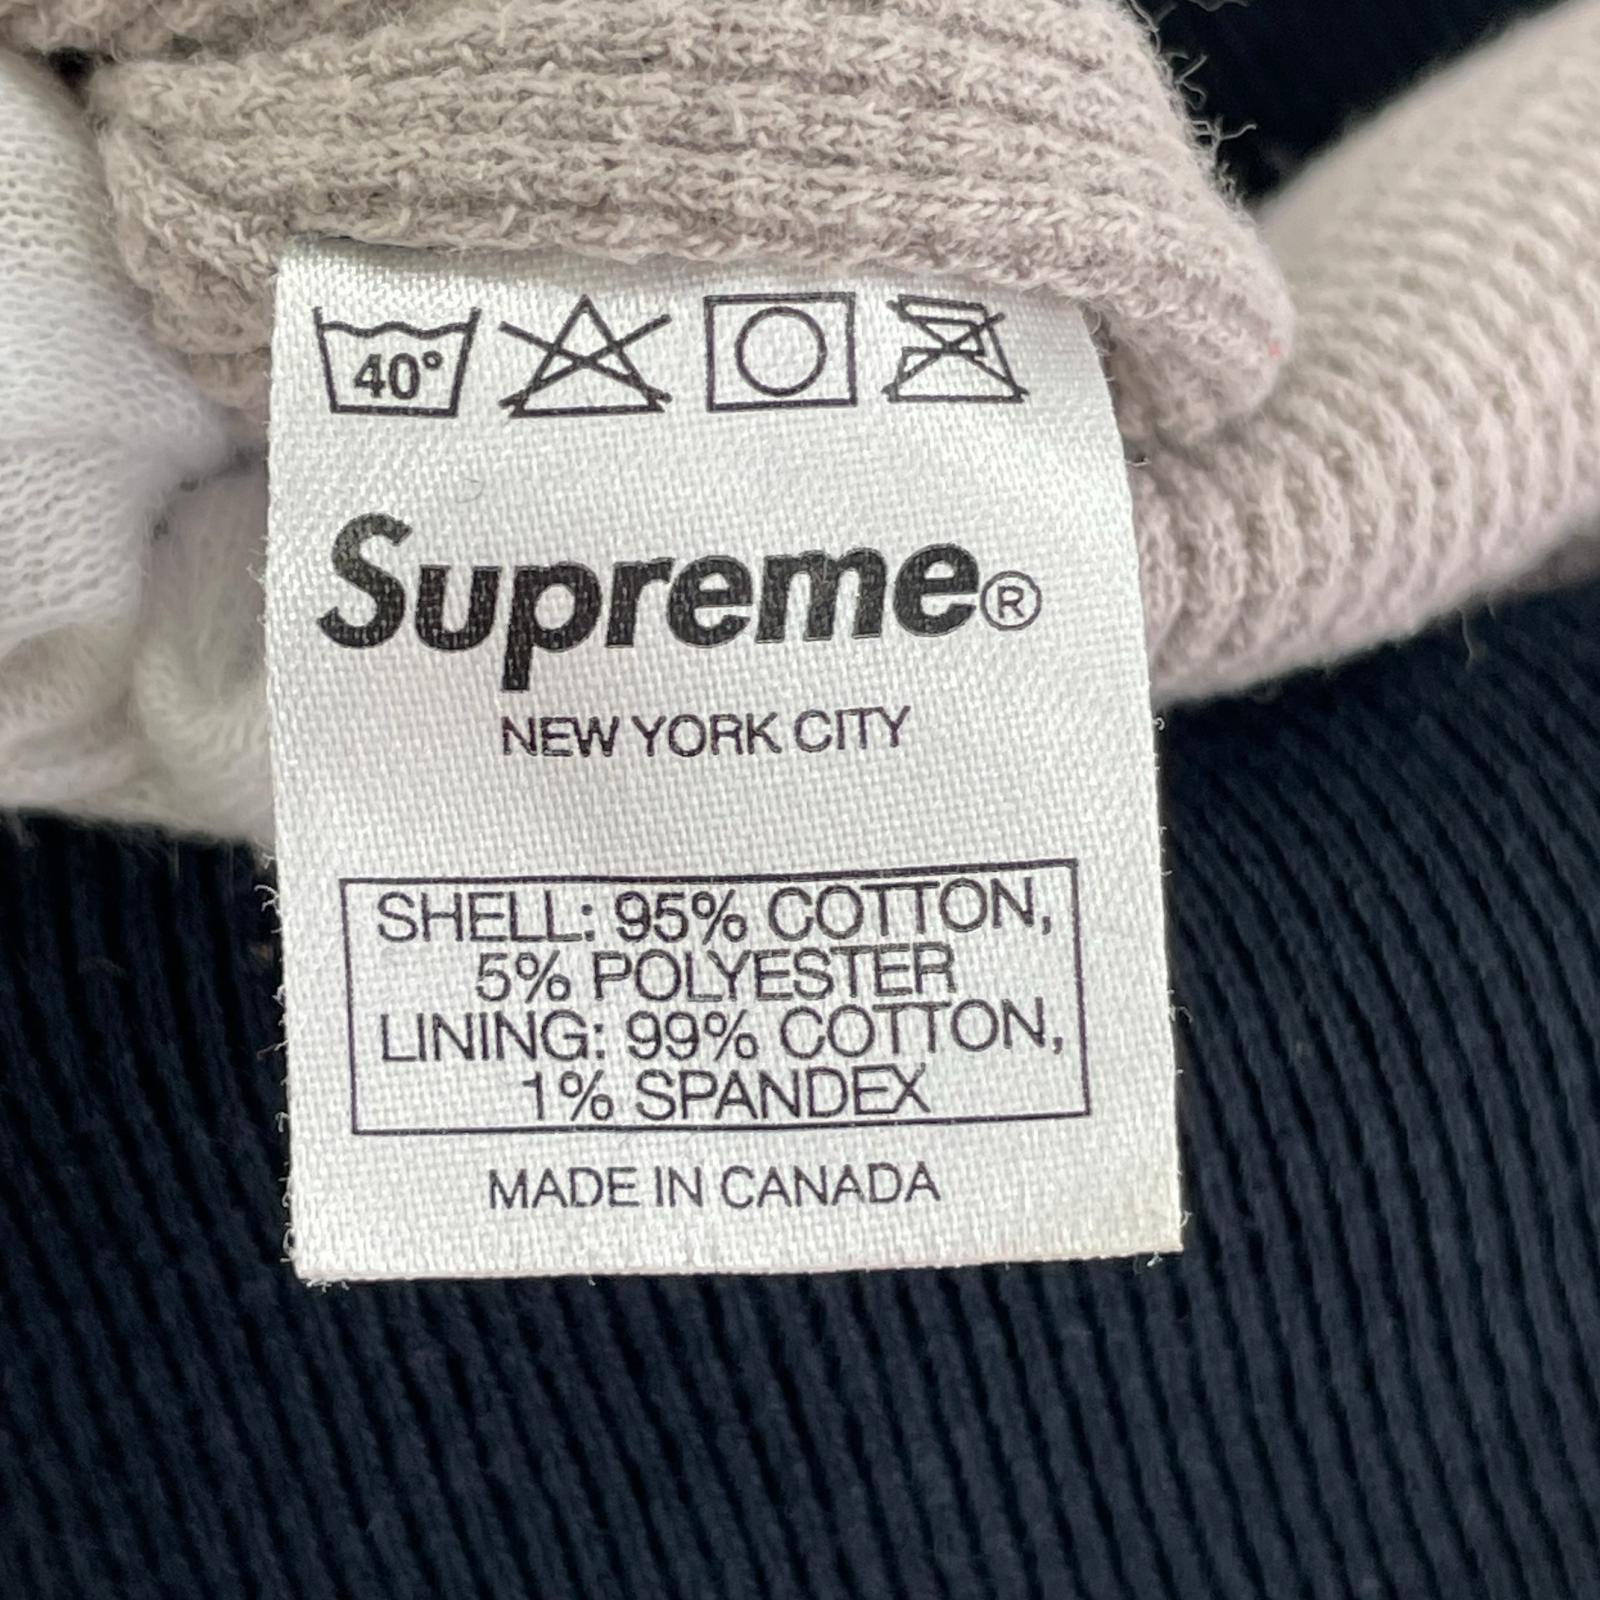 40°
Supreme®
NEW YORK CITY
SHELL: 95% COTTON,
5% POLYESTER
LINING: 99% COTTON,
1% SPANDEX
MADE IN CANADA